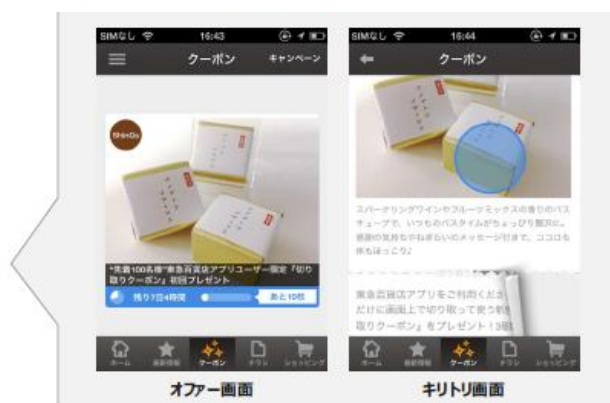 SIMなし 16:43
クーポン キャンペーン
ShinQs
"先着100名様"東急百貨店アプリユーザー限定「切り
取りクーポン」初回プレゼント
残り7日4時間 あと10枚
ホーム 最新情報 クーポン チラシ ショッピング
オファー画面
SIMなし 16:44
クーポン
スパークリングワインやフルーツミックスの香りのバス
キューブで、いつものバスタイムがちょっぴり贅沢に。
感謝の気持ちやねぎらいのメッセージ付きで、ココロも
体もほっこり♪
東急百貨店アプリをご利用くださ
だけに画面上で切り取って使う新
取りクーポン」をプレゼント！3種
ホーム 最新情報 クーポン チラシ ショッピング
キリトリ画面